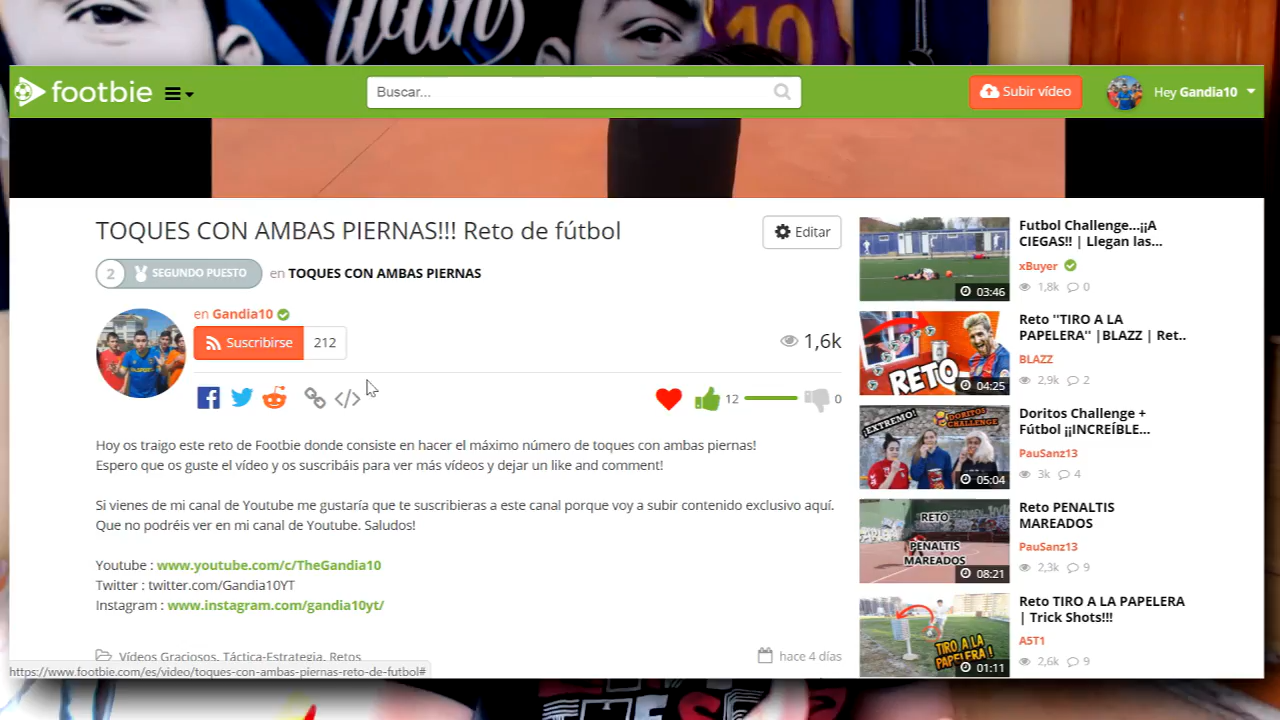 10
footbie
Buscar...
Subir vídeo
Hey Gandia10
TOQUES CON AMBAS PIERNAS!!! Reto de fútbol
Editar
2 SEGUNDO PUESTO en TOQUES CON AMBAS PIERNAS
en Gandia10
Suscribirse 212
1,6k
12
0
Hoy os traigo este reto de Footbie donde consiste en hacer el máximo número de toques con ambas piernas!
Espero que os guste el vídeo y os suscribáis para ver más vídeos y dejar un like and comment!
Si vienes de mi canal de Youtube me gustaría que te suscribieras a este canal porque voy a subir contenido exclusivo aquí.
Que no podréis ver en mi canal de Youtube. Saludos!
Youtube : www.youtube.com/c/TheGandia10
Twitter : twitter.com/Gandia10YT
Instagram : www.instagram.com/gandia10yt/
Vídeos Graciosos, Táctica-Estrategia, Retos
hace 4 días
https://www.footbie.com/es/video/toques-con-ambas-piernas-reto-de-futbol#
03:46
Futbol Challenge...¡¡A
CIEGAS!! | Llegan las...
xBuyer
1,8k 0
RETO
04:25
Reto "TIRO A LA
PAPELERA" |BLAZZ | Ret..
BLAZZ
2,9k 2
¡EXTREMO!
DORITOS
CHALLENGE
05:04
Doritos Challenge +
Fútbol ¡¡INCREÍBLE...
PauSanz13
3k 4
RETO
PENALTIS
MAREADOS
08:21
Reto PENALTIS
MAREADOS
PauSanz13
2,3k 9
TIRO A LA
PAPELERA!
01:11
Reto TIRO A LA PAPELERA
| Trick Shots!!!
A5T1
2,6k 9